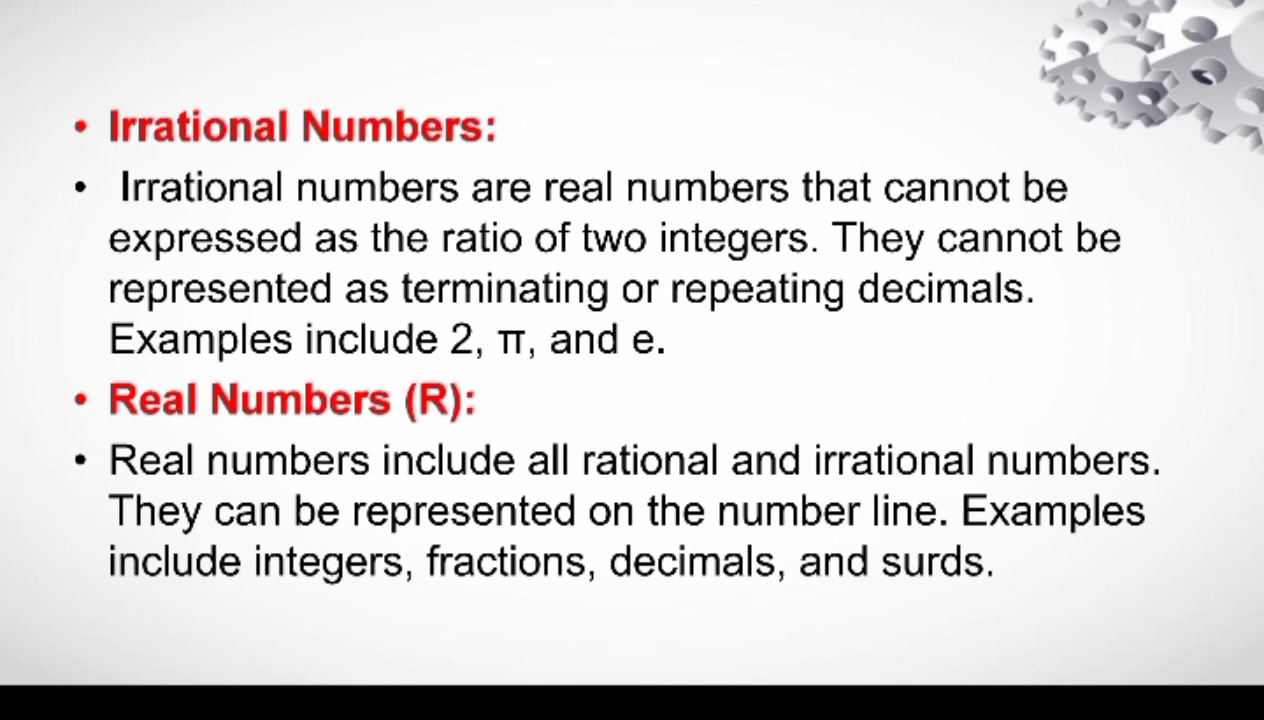 • Irrational Numbers:
• Irrational numbers are real numbers that cannot be
expressed as the ratio of two integers. They cannot be
represented as terminating or repeating decimals.
Examples include 2, π, and e.
• Real Numbers (R):
• Real numbers include all rational and irrational numbers.
They can be represented on the number line. Examples
include integers, fractions, decimals, and surds.